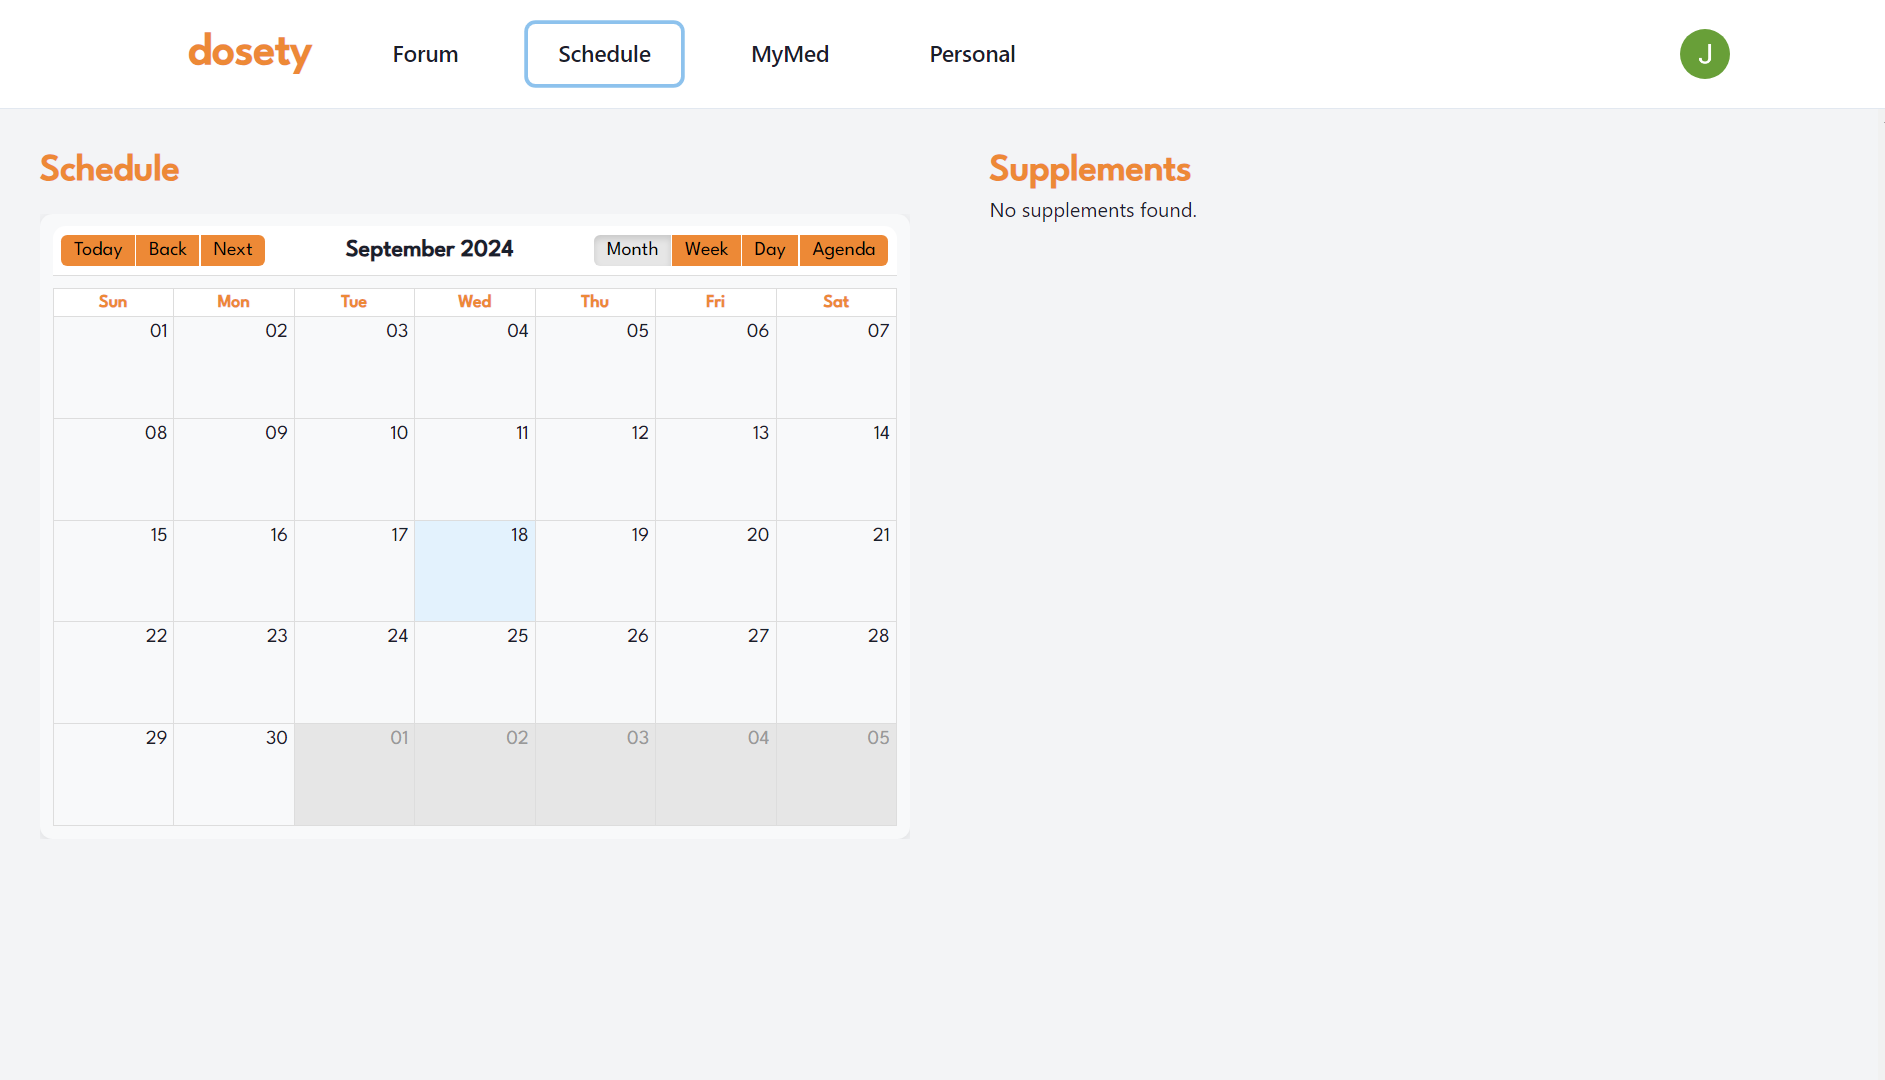 dosety Forum Schedule MyMed Personal J
Schedule
Supplements
No supplements found.
Today Back Next September 2024 Month Week Day Agenda
Sun Mon Tue Wed Thu Fri Sat
01 02 03 04 05 06 07
08 09 10 11 12 13 14
15 16 17 18 19 20 21
22 23 24 25 26 27 28
29 30 01 02 03 04 05